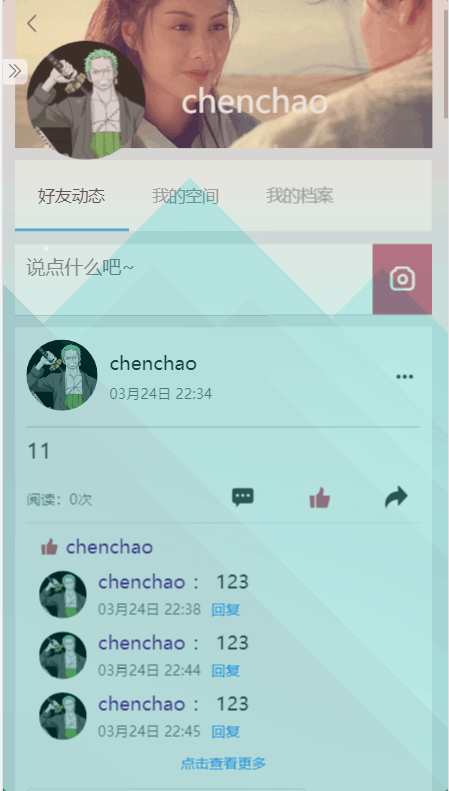 chenchao
好友动态 我的空间 我的档案
说点什么吧~
chenchao
03月24日 22:34
11
阅读：0次
chenchao
chenchao ： 123
03月24日 22:38 回复
chenchao ： 123
03月24日 22:44 回复
chenchao ： 123
03月24日 22:45 回复
点击查看更多